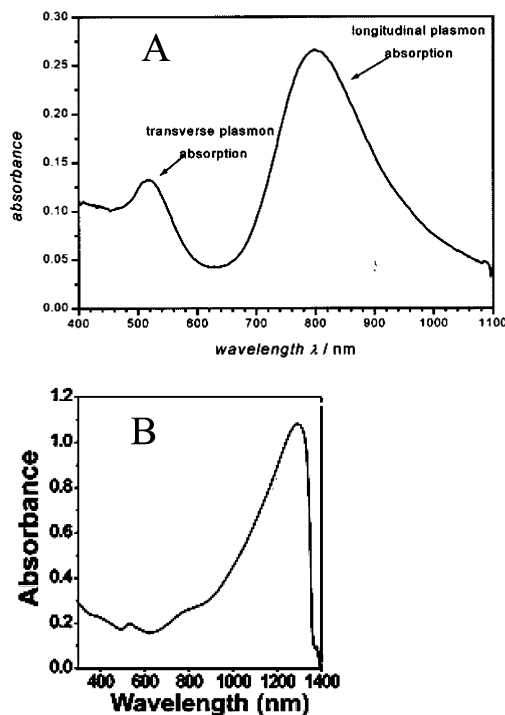 A
longitudinal plasmon
absorption
transverse plasmon
absorption
absorbance
0.30
0.25
0.20
0.15
0.10
0.05
0.00
400 500 600 700 800 900 1000 1100
wavelength λ / nm
B
Absorbance
1.2
1.0
0.8
0.6
0.4
0.2
0.0
400 600 800 1000 1200 1400
Wavelength (nm)